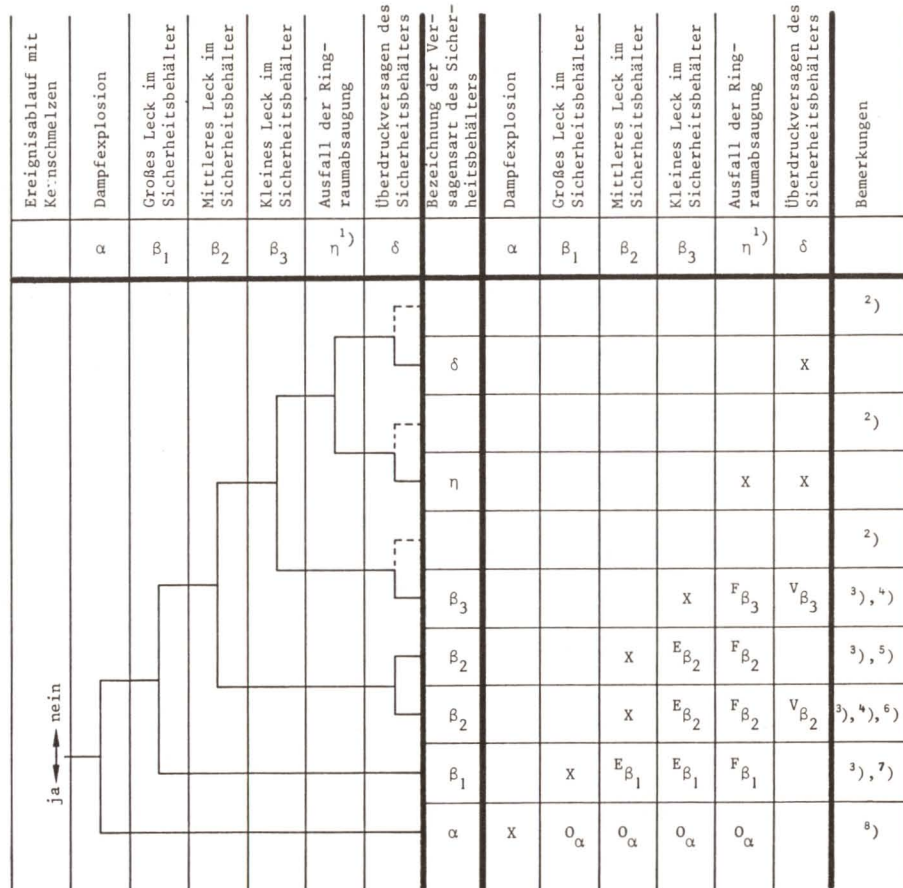 Ereignisablauf mit
Kernschmelzen
Dampfexplosion
Großes Leck im
Sicherheitsbehälter
Mittleres Leck im
Sicherheitsbehälter
Kleines Leck im
Sicherheitsbehälter
Ausfall der Ring-
raumabsaugung
Überdruckversagen des
Sicherheitsbehälters
Bezeichnung der Ver-
sagensart des Sicher-
heitsbehälters
Dampfexplosion
Großes Leck im
Sicherheitsbehälter
Mittleres Leck im
Sicherheitsbehälter
Kleines Leck im
Sicherheitsbehälter
Ausfall der Ring-
raumabsaugung
Überdruckversagen des
Sicherheitsbehälters
Bemerkungen
α β₁ β₂ β₃ η¹) δ α β₁ β₂ β₃ η¹) δ
²)
δ X
²)
η X X
²)
β₃ X Fβ₃ Vβ₃ ³),⁴)
β₂ X Eβ₂ Fβ₂ ³),⁵)
β₂ X Eβ₂ Fβ₂ Vβ₂ ³),⁴),⁶)
β₁ X Eβ₁ Eβ₁ Fβ₁ ³),⁷)
α X Oα Oα Oα Oα ⁸)
ja nein